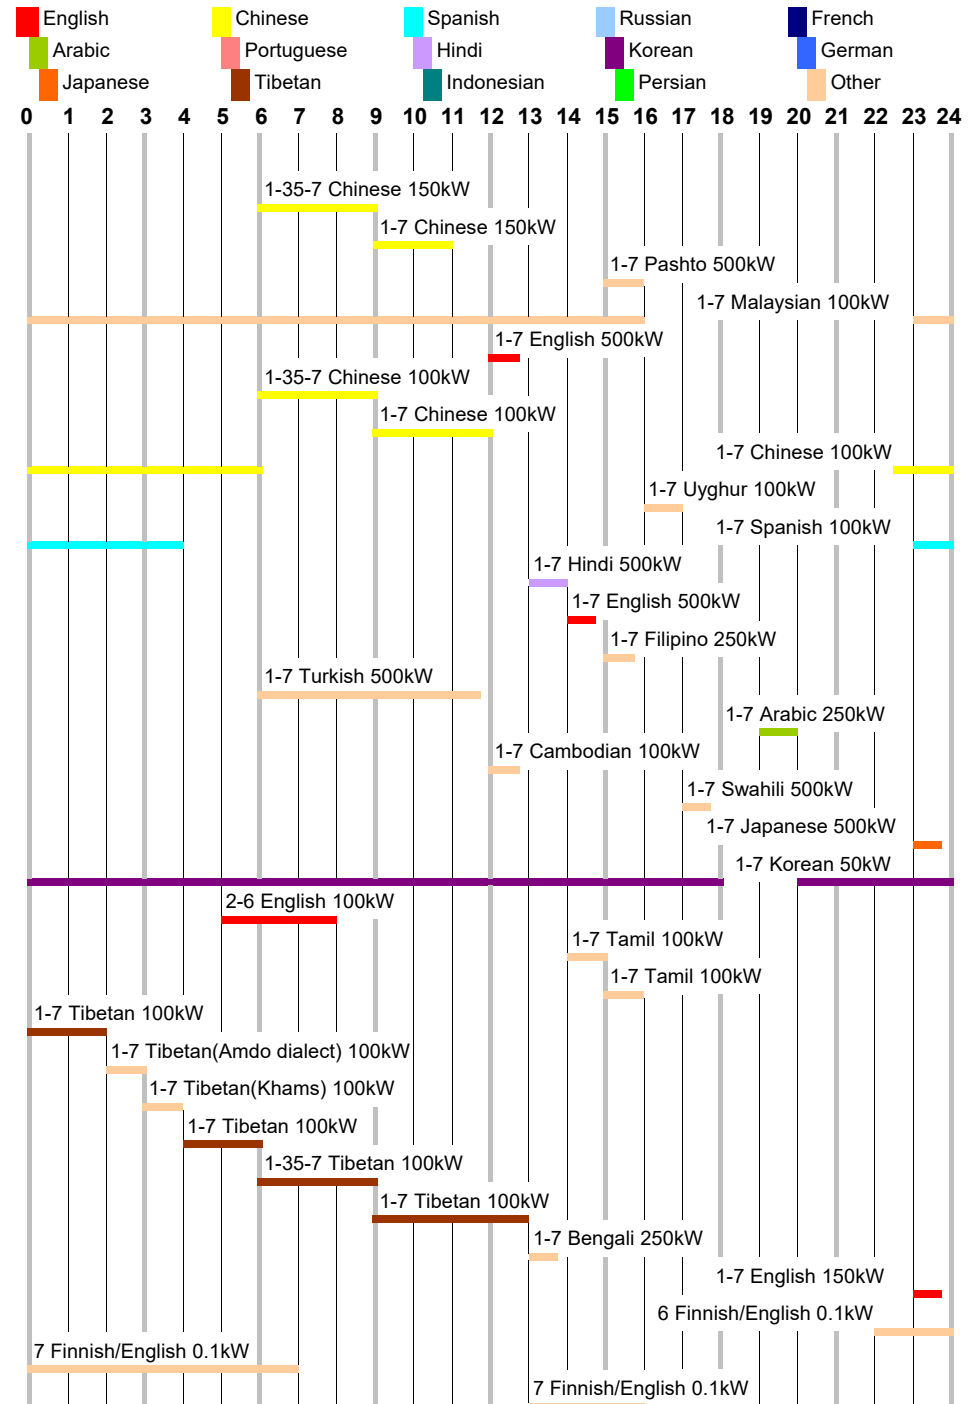 English Chinese Spanish Russian French
Arabic Portuguese Hindi Korean German
Japanese Tibetan Indonesian Persian Other
0 1 2 3 4 5 6 7 8 9 10 11 12 13 14 15 16 17 18 19 20 21 22 23 24
1-35-7 Chinese 150kW
1-7 Chinese 150kW
1-7 Pashto 500kW
1-7 Malaysian 100kW
1-7 English 500kW
1-35-7 Chinese 100kW
1-7 Chinese 100kW
1-7 Chinese 100kW
1-7 Uyghur 100kW
1-7 Spanish 100kW
1-7 Hindi 500kW
1-7 English 500kW
1-7 Filipino 250kW
1-7 Turkish 500kW
1-7 Arabic 250kW
1-7 Cambodian 100kW
1-7 Swahili 500kW
1-7 Japanese 500kW
1-7 Korean 50kW
2-6 English 100kW
1-7 Tamil 100kW
1-7 Tamil 100kW
1-7 Tibetan 100kW
1-7 Tibetan(Amdo dialect) 100kW
1-7 Tibetan(Khams) 100kW
1-7 Tibetan 100kW
1-35-7 Tibetan 100kW
1-7 Tibetan 100kW
1-7 Bengali 250kW
1-7 English 150kW
6 Finnish/English 0.1kW
7 Finnish/English 0.1kW
7 Finnish/English 0.1kW